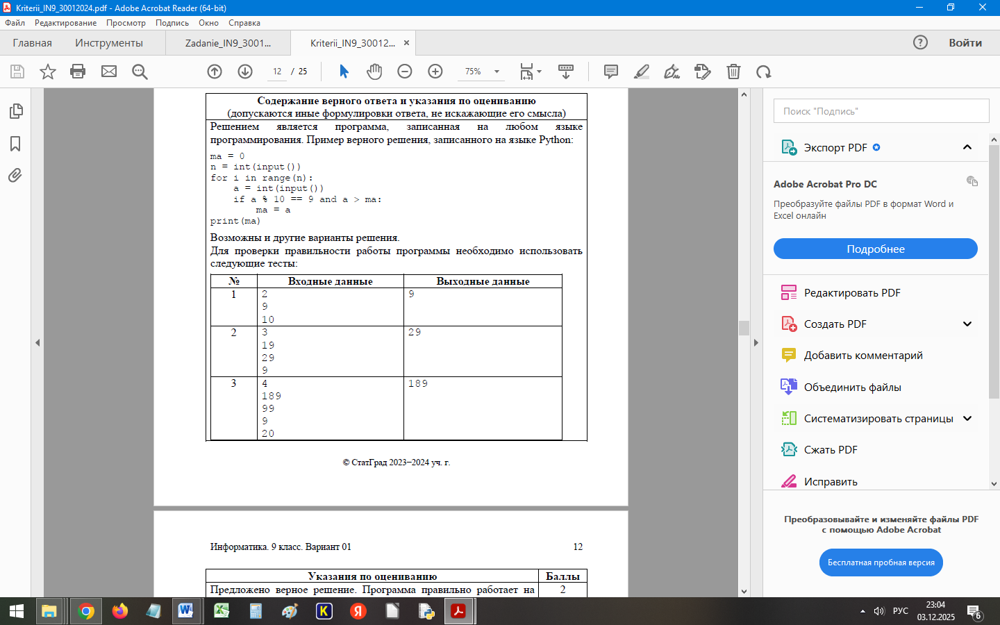 Kriterii_IN9_30012024.pdf - Adobe Acrobat Reader (64-bit)
Файл Редактирование Просмотр Подпись Окно Справка
Главная Инструменты Zadanie_IN9_3001... Kriterii_IN9_30012... × ? Войти
12 / 25 75%
Содержание верного ответа и указания по оцениванию
(допускаются иные формулировки ответа, не искажающие его смысла)
Решением является программа, записанная на любом языке
программирования. Пример верного решения, записанного на языке Python:
ma = 0
n = int(input())
for i in range(n):
    a = int(input())
    if a % 10 == 9 and a > ma:
        ma = a
print(ma)
Возможны и другие варианты решения.
Для проверки правильности работы программы необходимо использовать
следующие тесты:
№ Входные данные Выходные данные
1 2 9
9
10
2 3 29
19
29
9
3 4 189
189
99
9
20
© СтатГрад 2023−2024 уч. г.
Информатика. 9 класс. Вариант 01 12
Указания по оцениванию Баллы
Предложено верное решение. Программа правильно работает на 2
Поиск "Подпись"
Экспорт PDF
Adobe Acrobat Pro DC
Преобразуйте файлы PDF в формат Word и
Excel онлайн
Подробнее
Редактировать PDF
Создать PDF
Добавить комментарий
Объединить файлы
Систематизировать страницы
Сжать PDF
Исправить
Преобразовывайте и изменяйте файлы PDF
с помощью Adobe Acrobat
Бесплатная пробная версия
W K Я РУС 23:04
03.12.2025 6